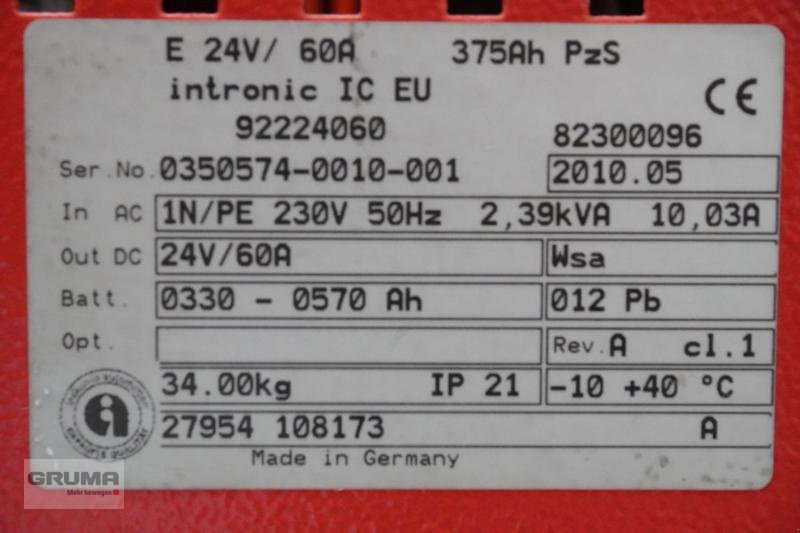 E 24V/ 60A 375Ah PzS
intronic IC EU
92224060 82300096
Ser.No. 0350574-0010-001 2010.05
In AC 1N/PE 230V 50Hz 2,39kVA 10,03A
Out DC 24V/60A Wsa
Batt. 0330 - 0570 Ah 012 Pb
Opt. Rev.A cl.1
34.00kg IP 21 -10 +40 °C
27954 108173 A
Made in Germany
GRUMA
Mehr bewegen